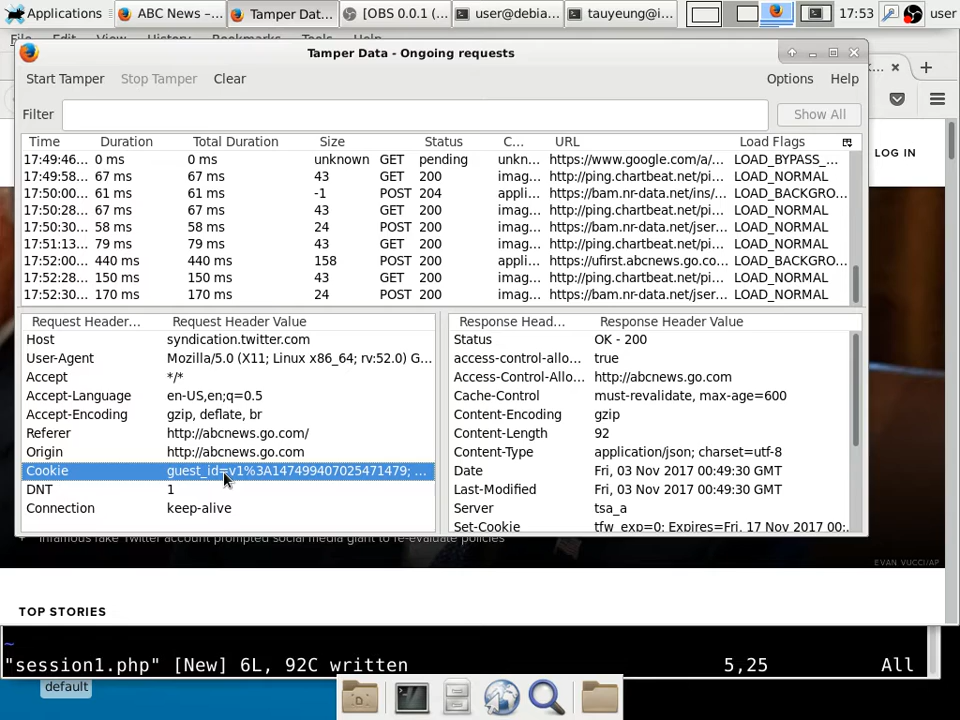 Applications ABC News –... Tamper Dat... [OBS 0.0.1 (... user@debia... tauyeung@i... 17:53 user
File Edit View History Bookmarks Tools Help
Tamper Data - Ongoing requests
Start Tamper Stop Tamper Clear Options Help
Filter Show All
Time Duration Total Duration Size Status C... URL Load Flags
17:49:46... 0 ms 0 ms unknown GET pending unkn... https://www.google.com/a/... LOAD_BYPASS_...
17:49:58... 67 ms 67 ms 43 GET 200 imag... http://ping.chartbeat.net/pi... LOAD_NORMAL
17:50:00... 61 ms 61 ms -1 POST 204 appli... https://bam.nr-data.net/ins/... LOAD_BACKGRO...
17:50:28... 67 ms 67 ms 43 GET 200 imag... http://ping.chartbeat.net/pi... LOAD_NORMAL
17:50:30... 58 ms 58 ms 24 POST 200 imag... https://bam.nr-data.net/jser... LOAD_NORMAL
17:51:13... 79 ms 79 ms 43 GET 200 imag... http://ping.chartbeat.net/pi... LOAD_NORMAL
17:52:00... 440 ms 440 ms 158 POST 200 appli... https://ufirst.abcnews.go.co... LOAD_BACKGRO...
17:52:28... 150 ms 150 ms 43 GET 200 imag... http://ping.chartbeat.net/pi... LOAD_NORMAL
17:52:30... 170 ms 170 ms 24 POST 200 imag... https://bam.nr-data.net/jser... LOAD_NORMAL
LOG IN
Request Header... Request Header Value
Host syndication.twitter.com
User-Agent Mozilla/5.0 (X11; Linux x86_64; rv:52.0) G...
Accept */*
Accept-Language en-US,en;q=0.5
Accept-Encoding gzip, deflate, br
Referer http://abcnews.go.com/
Origin http://abcnews.go.com
Cookie guest_id=v1%3A147499407025471479; ...
DNT 1
Connection keep-alive
Response Head... Response Header Value
Status OK - 200
access-control-allo... true
Access-Control-Allo... http://abcnews.go.com
Cache-Control must-revalidate, max-age=600
Content-Encoding gzip
Content-Length 92
Content-Type application/json; charset=utf-8
Date Fri, 03 Nov 2017 00:49:30 GMT
Last-Modified Fri, 03 Nov 2017 00:49:30 GMT
Server tsa_a
Set-Cookie tfw_exp=0; Expires=Fri, 17 Nov 2017 00:...
Infamous fake Twitter account prompted social media giant to re-evaluate policies
EVAN VUCCI/AP
TOP STORIES
~
"session1.php" [New] 6L, 92C written 5,25 All
default